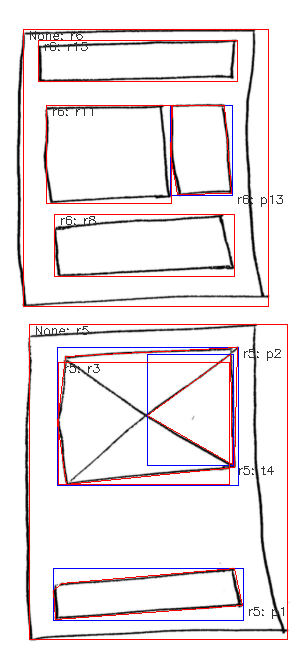 None: r6
r6: r15
r6: r11
r6: p13
r6: r8
None: r5
r5: p2
r5: r3
r5: t4
r5: p1